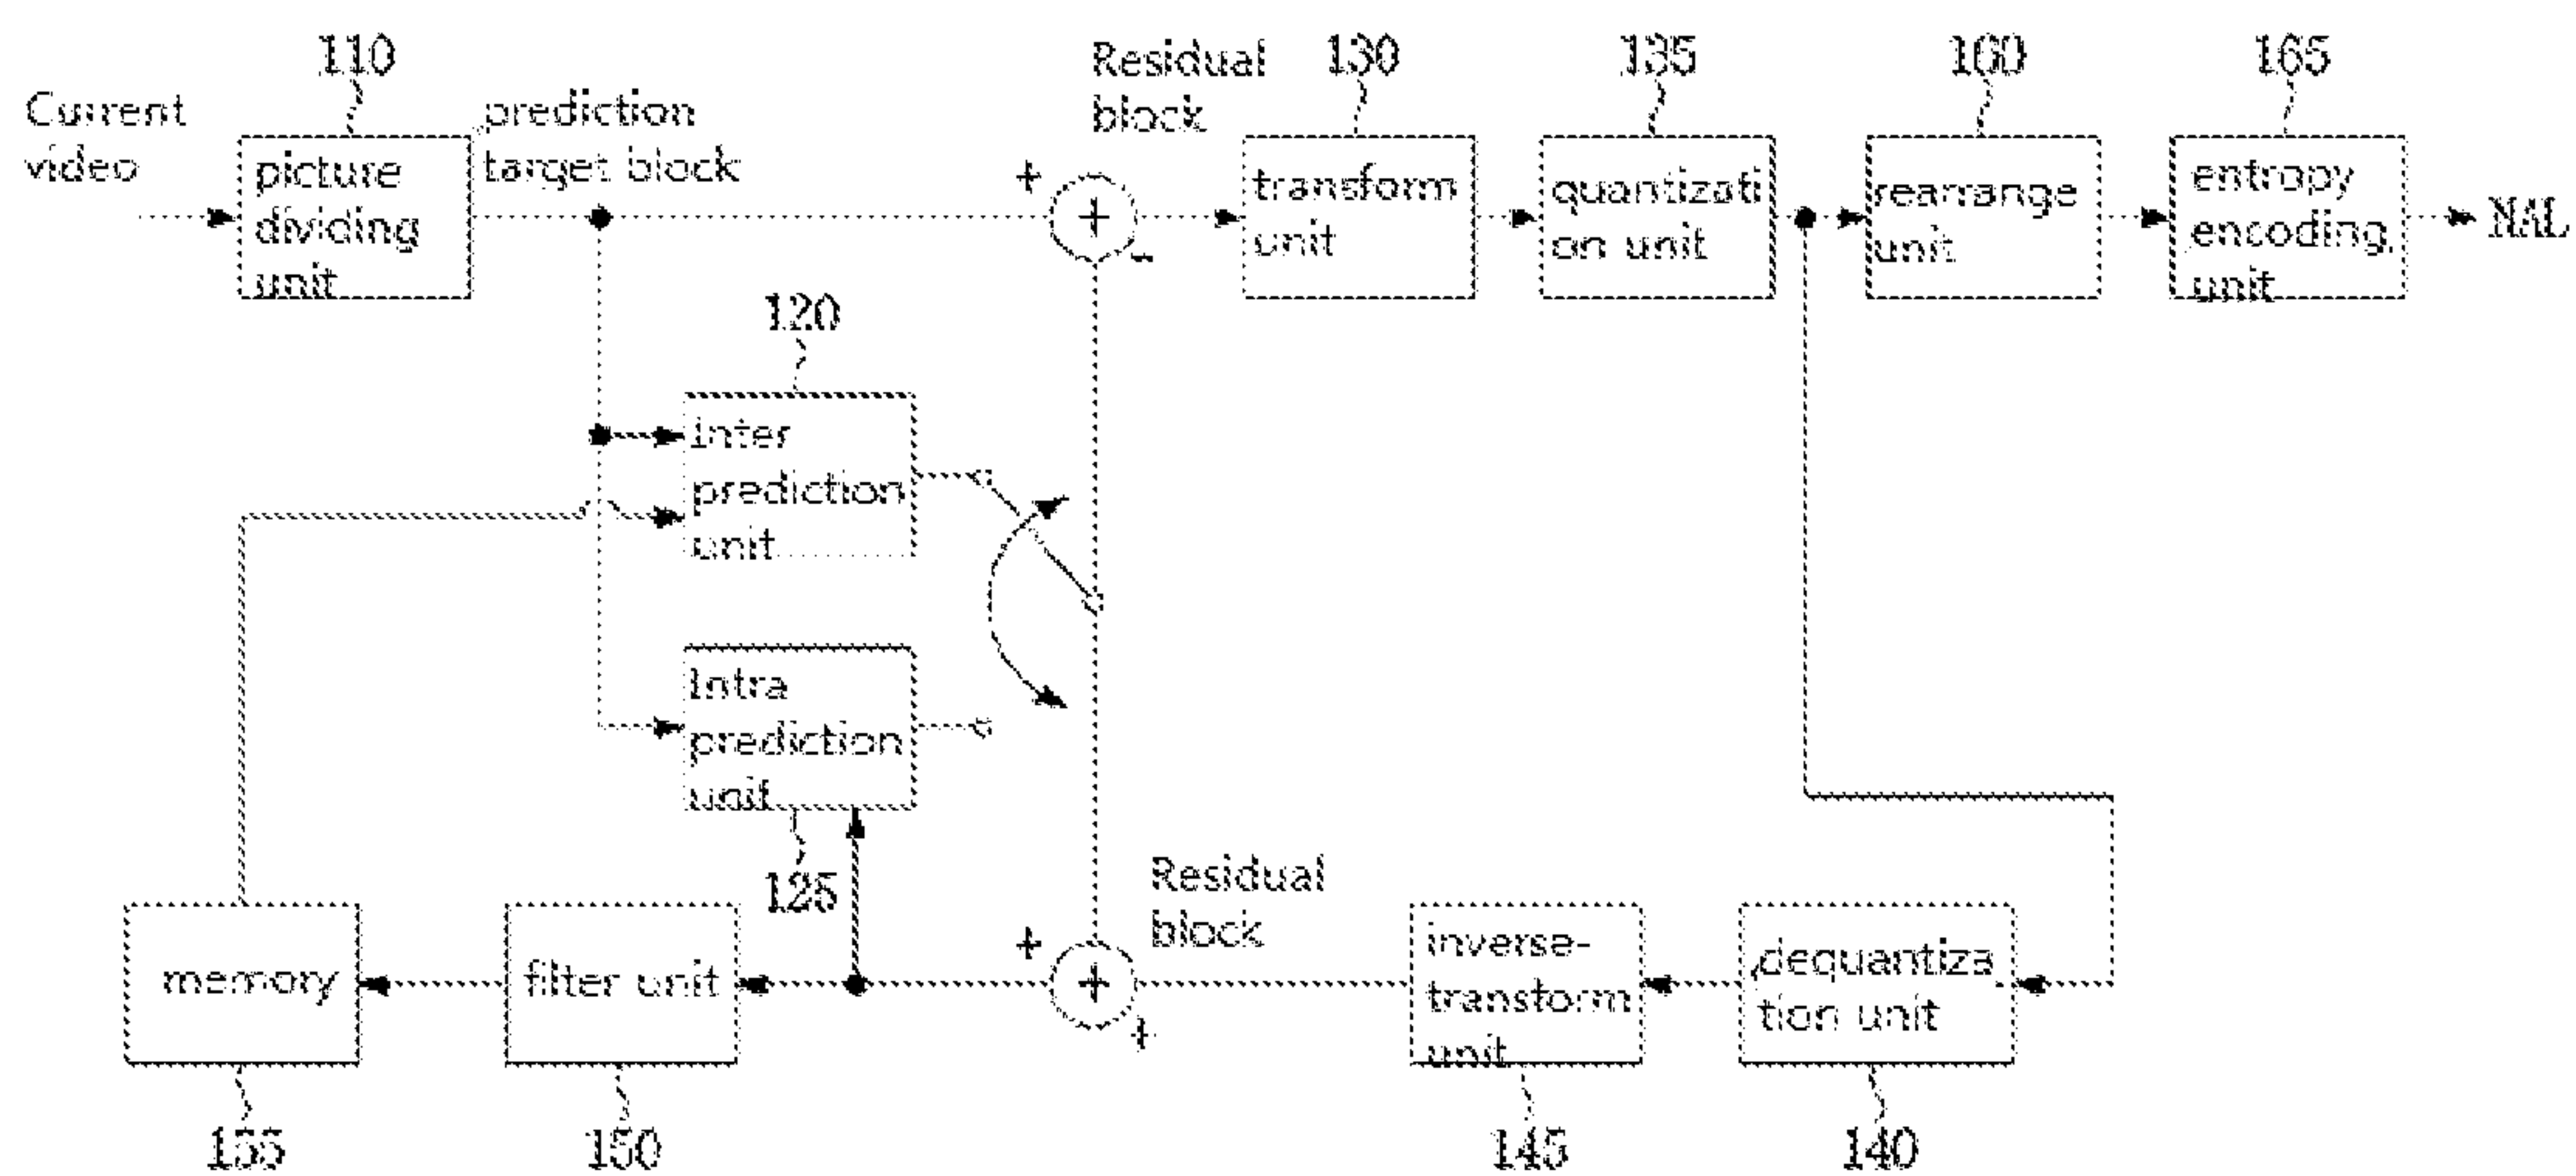 110
Current
video
picture
dividing
unit
prediction
target block
Residual
block
130
transform
unit
135
quantizati
on unit
160
rearrange
unit
165
entropy
encoding
unit
NAL
+
+
-
120
Inter
prediction
unit
Intra
prediction
unit
125
Residual
block
+
+
+
memory
155
filter unit
150
inverse-
transform
unit
145
dequantiza
tion unit
140